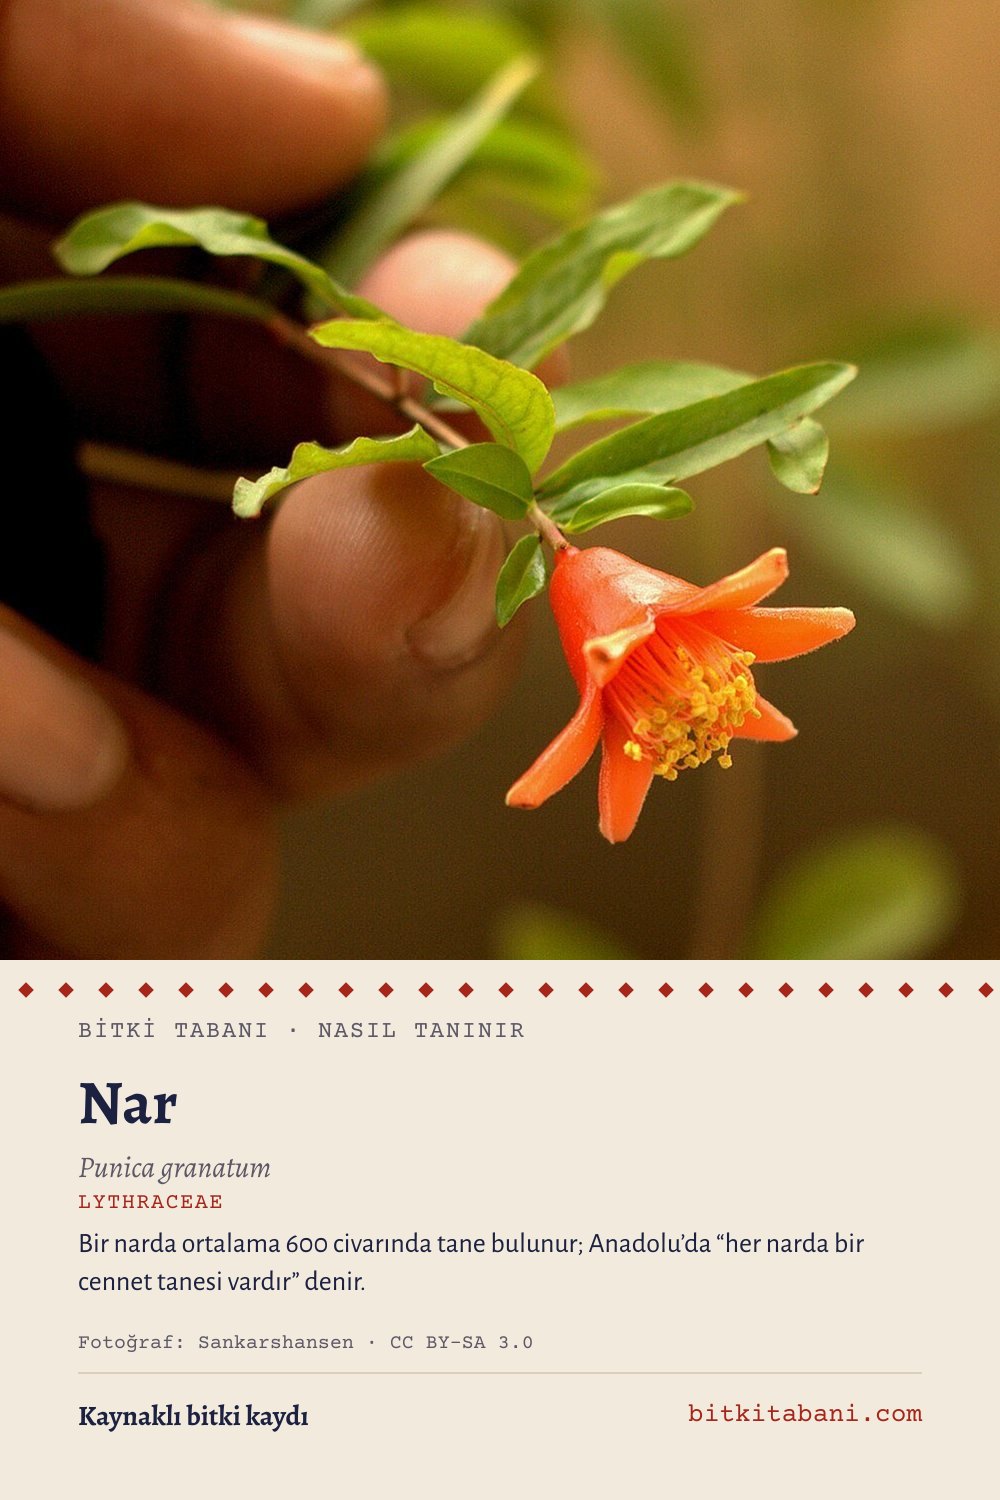 BİTKİ TABANI · NASIL TANINIR
Nar
Punica granatum
LYTHRACEAE
Bir narda ortalama 600 civarında tane bulunur; Anadolu’da “her narda bir
cennet tanesi vardır” denir.
Fotoğraf: Sankarshansen · CC BY-SA 3.0
Kaynaklı bitki kaydı
bitkitabani.com